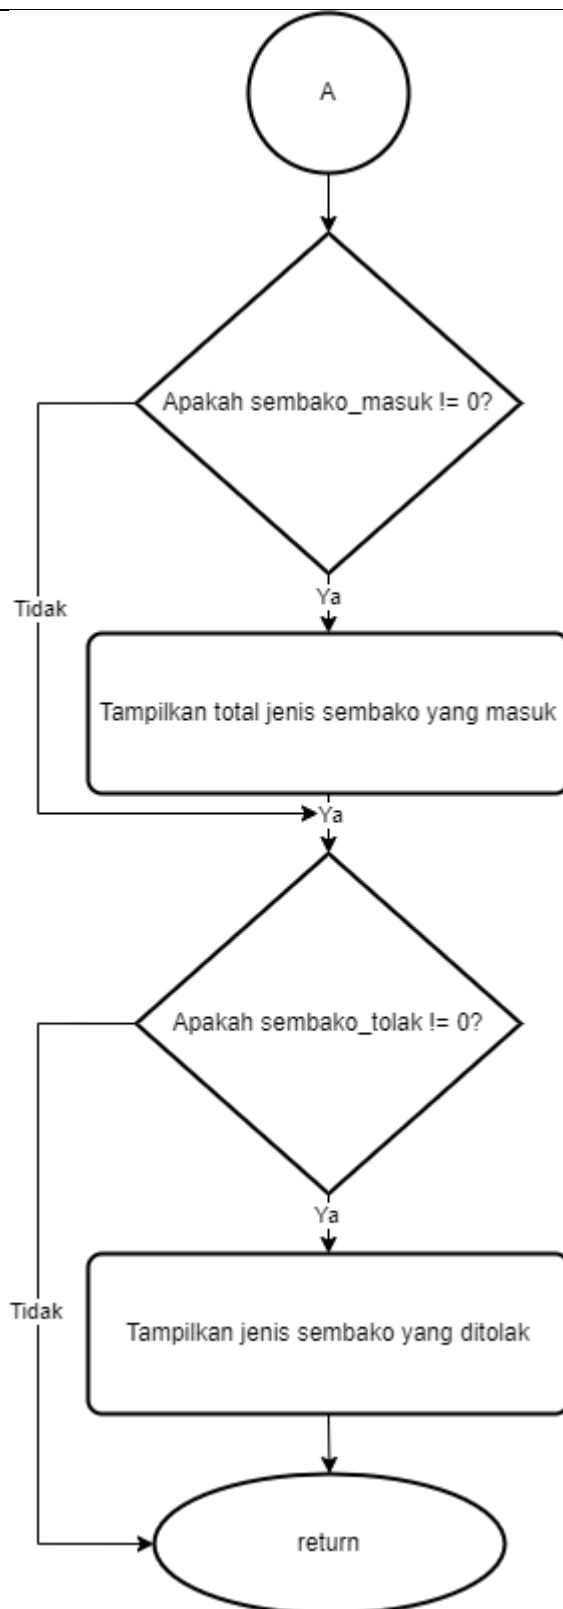 A
Apakah sembako_masuk != 0?
Ya
Tidak
Tampilkan total jenis sembako yang masuk
Ya
Apakah sembako_tolak != 0?
Ya
Tidak
Tampilkan jenis sembako yang ditolak
return